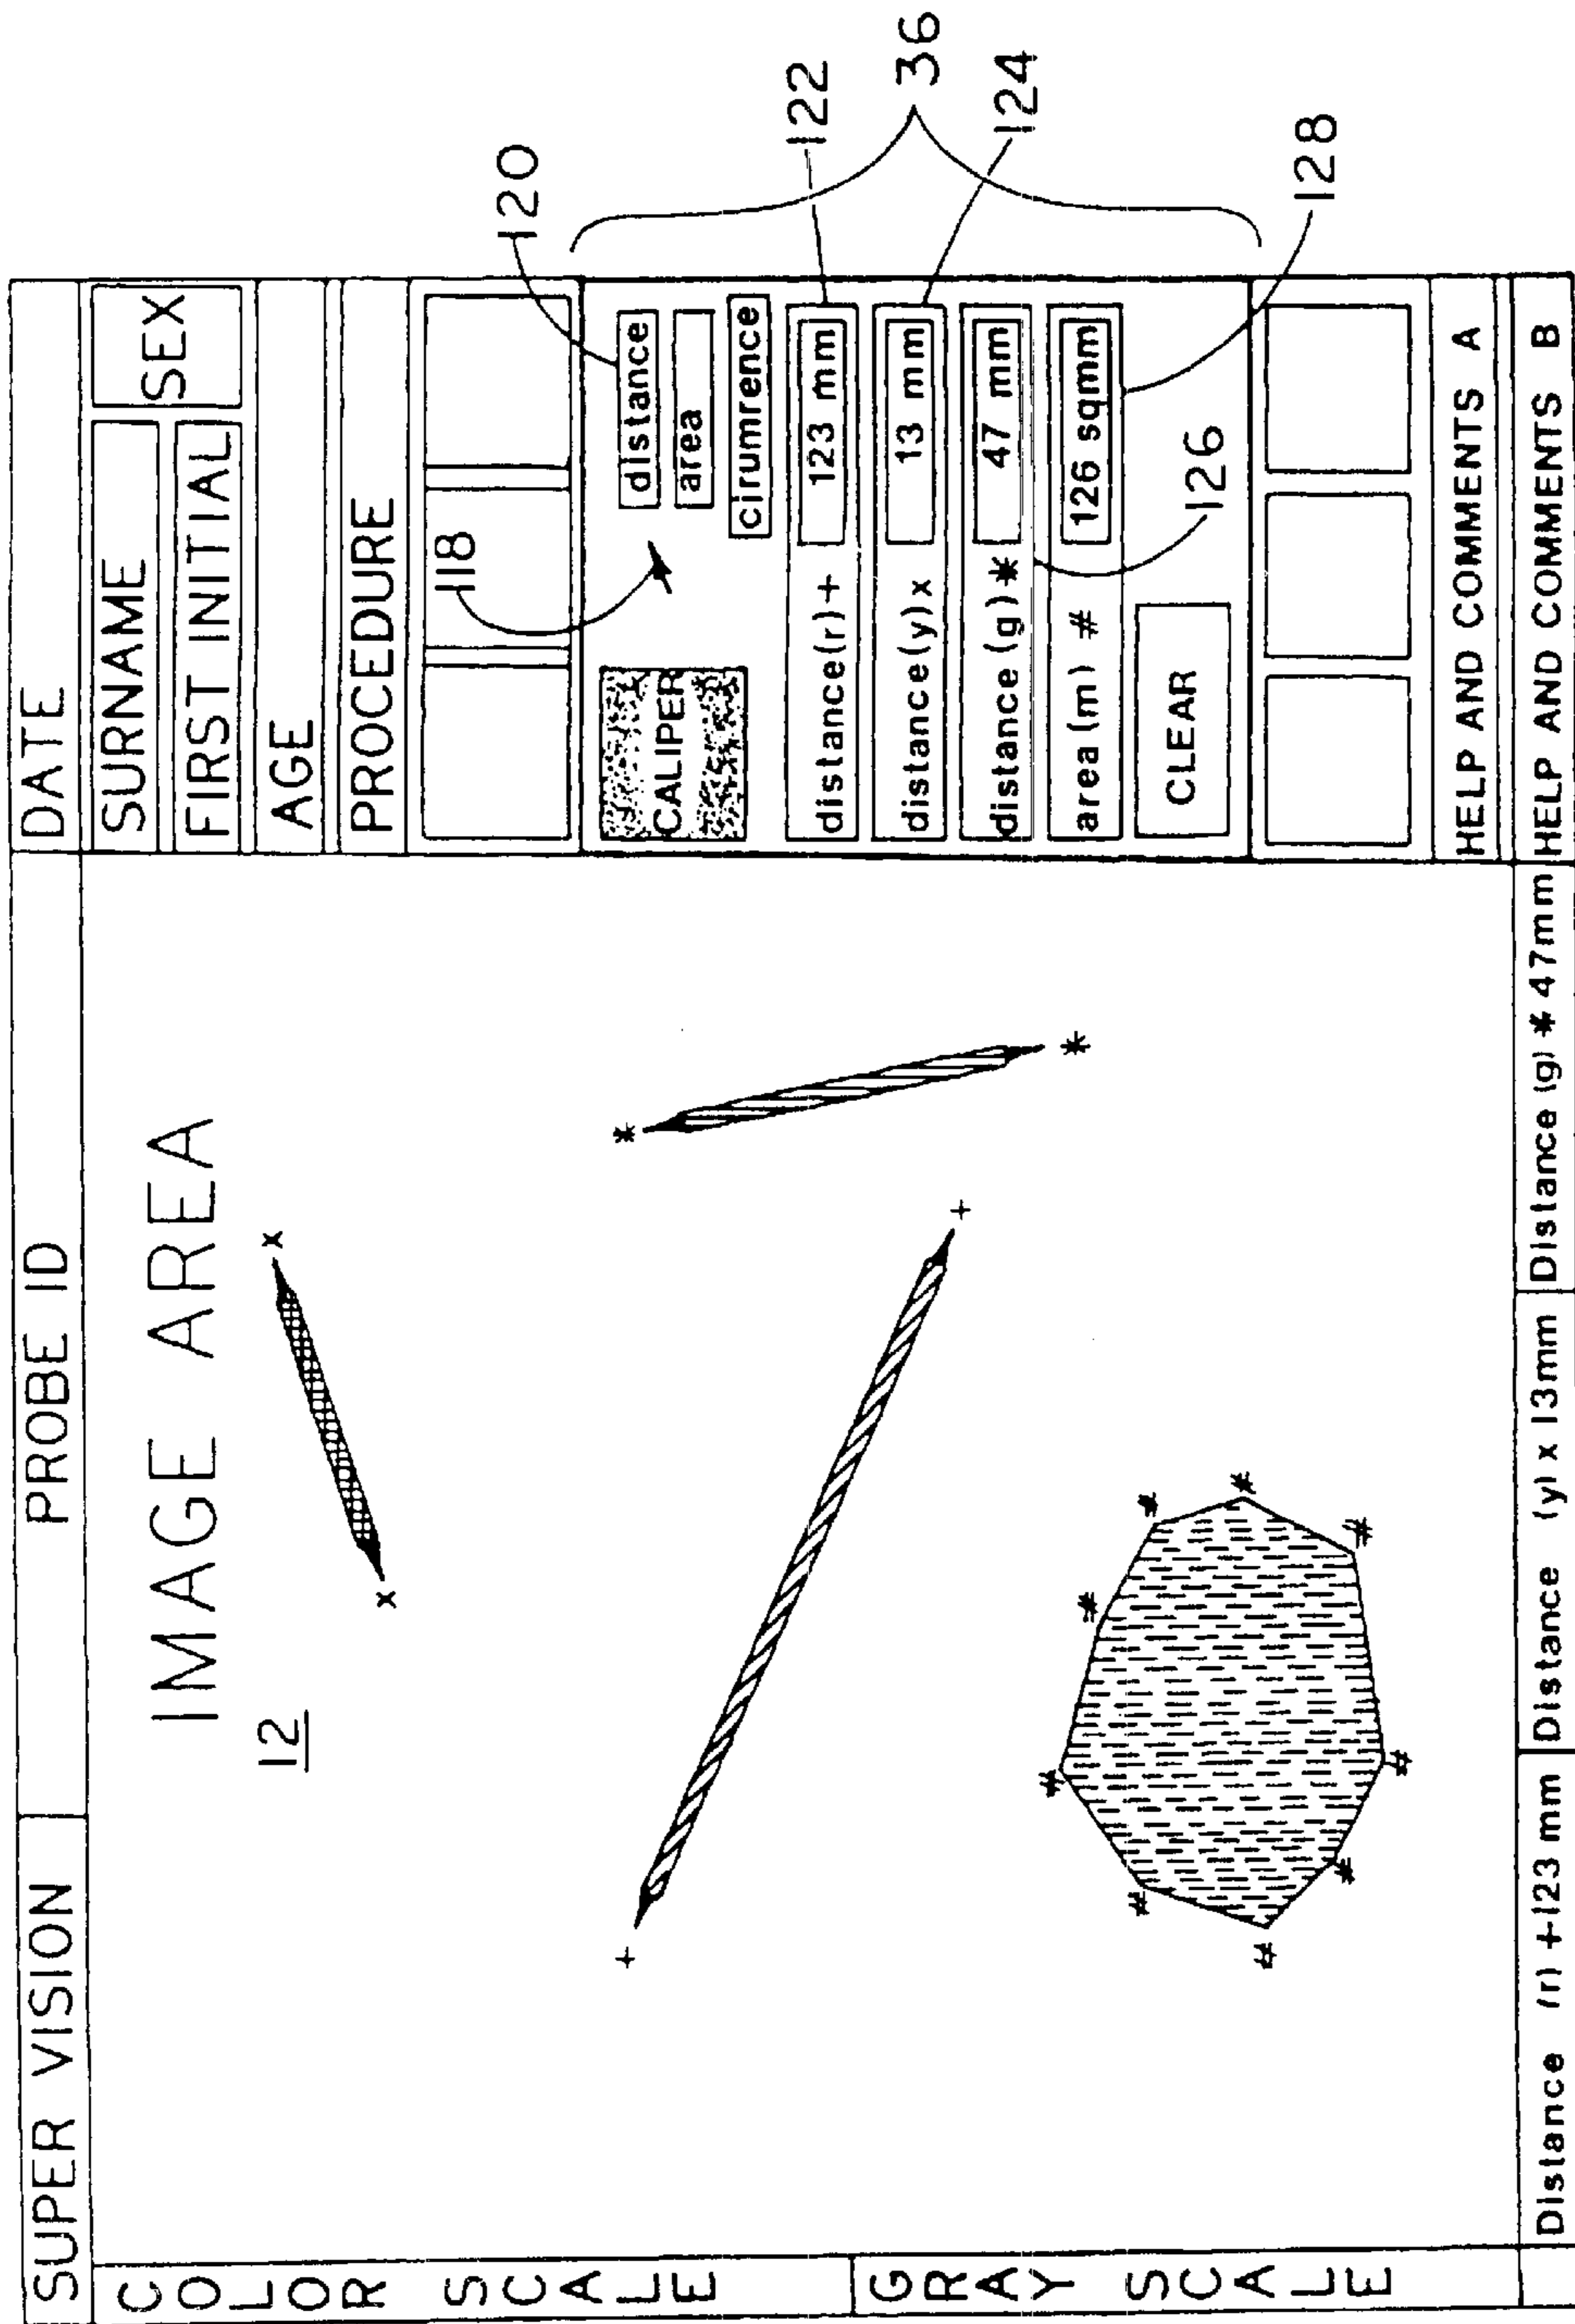 SUPER VISION
PROBE ID
DATE
COLOR SCALE
GRAY SCALE
IMAGE AREA
12
x
x
*
*
+
+
#
#
#
#
#
#
#
#
#
SURNAME
SEX
FIRST INITIAL
AGE
PROCEDURE
118
120
CALIPER
distance
area
cirumrence
distance(r)+ 123 mm
122
distance(y)x 13 mm
36
124
distance (g)* 47 mm
126
area (m) # 126 sqmm
128
CLEAR
HELP AND COMMENTS A
Distance (r) +123 mm
Distance (y) x 13mm
Distance (g) * 47mm
HELP AND COMMENTS B